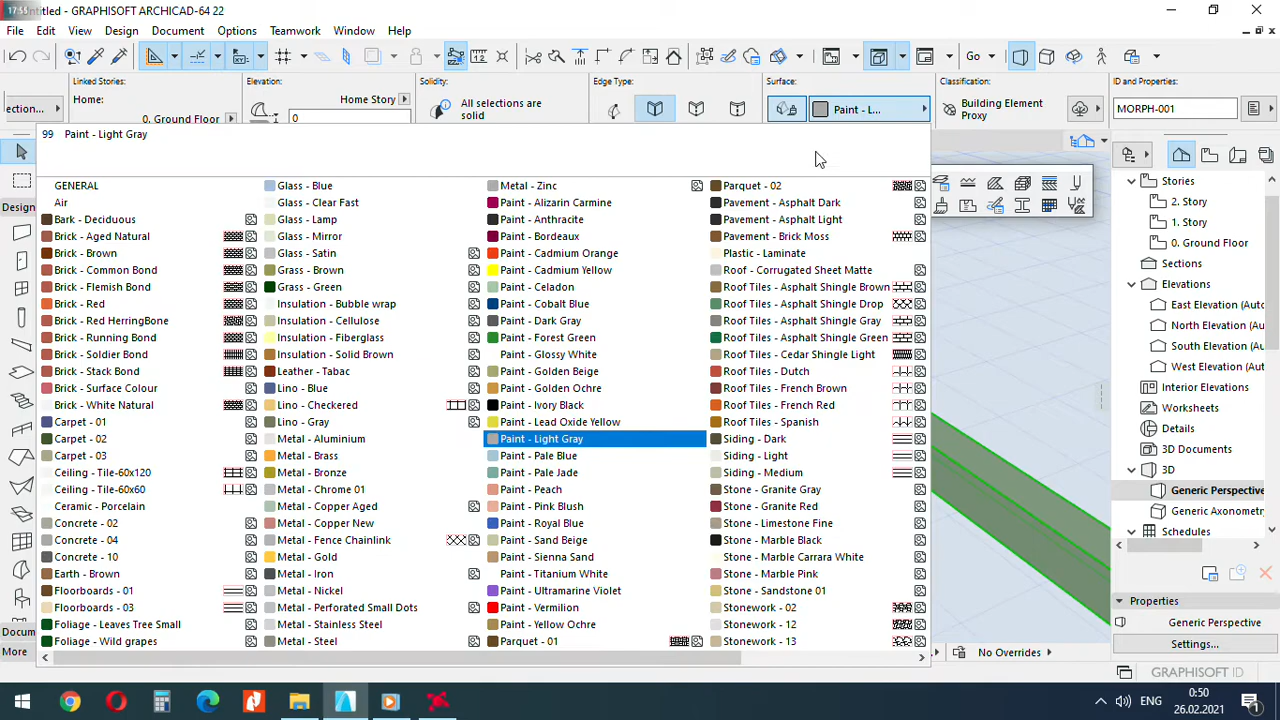 17:55
Untitled - GRAPHISOFT ARCHICAD-64 22
File Edit View Design Document Options Teamwork Window Help
Go
Linked Stories: Elevation: Solidity: Edge Type: Surface: Classification: ID and Properties:
ection... Home: Home Story All selections are solid Paint - L... Building Element Proxy MORPH-001
0. Ground Floor 0
99 Paint - Light Gray
GENERAL
Air
Bark - Deciduous
Brick - Aged Natural
Brick - Brown
Brick - Common Bond
Brick - Flemish Bond
Brick - Red
Brick - Red HerringBone
Brick - Running Bond
Brick - Soldier Bond
Brick - Stack Bond
Brick - Surface Colour
Brick - White Natural
Carpet - 01
Carpet - 02
Carpet - 03
Ceiling - Tile-60x120
Ceiling - Tile-60x60
Ceramic - Porcelain
Concrete - 02
Concrete - 04
Concrete - 10
Earth - Brown
Floorboards - 01
Floorboards - 03
Foliage - Leaves Tree Small
Foliage - Wild grapes
Glass - Blue
Glass - Clear Fast
Glass - Lamp
Glass - Mirror
Glass - Satin
Grass - Brown
Grass - Green
Insulation - Bubble wrap
Insulation - Cellulose
Insulation - Fiberglass
Insulation - Solid Brown
Leather - Tabac
Lino - Blue
Lino - Checkered
Lino - Gray
Metal - Aluminium
Metal - Brass
Metal - Bronze
Metal - Chrome 01
Metal - Copper Aged
Metal - Copper New
Metal - Fence Chainlink
Metal - Gold
Metal - Iron
Metal - Nickel
Metal - Perforated Small Dots
Metal - Stainless Steel
Metal - Steel
Metal - Zinc
Paint - Alizarin Carmine
Paint - Anthracite
Paint - Bordeaux
Paint - Cadmium Orange
Paint - Cadmium Yellow
Paint - Celadon
Paint - Cobalt Blue
Paint - Dark Gray
Paint - Forest Green
Paint - Glossy White
Paint - Golden Beige
Paint - Golden Ochre
Paint - Ivory Black
Paint - Lead Oxide Yellow
Paint - Light Gray
Paint - Pale Blue
Paint - Pale Jade
Paint - Peach
Paint - Pink Blush
Paint - Royal Blue
Paint - Sand Beige
Paint - Sienna Sand
Paint - Titanium White
Paint - Ultramarine Violet
Paint - Vermilion
Paint - Yellow Ochre
Parquet - 01
Parquet - 02
Pavement - Asphalt Dark
Pavement - Asphalt Light
Pavement - Brick Moss
Plastic - Laminate
Roof - Corrugated Sheet Matte
Roof Tiles - Asphalt Shingle Brown
Roof Tiles - Asphalt Shingle Drop
Roof Tiles - Asphalt Shingle Gray
Roof Tiles - Asphalt Shingle Green
Roof Tiles - Cedar Shingle Light
Roof Tiles - Dutch
Roof Tiles - French Brown
Roof Tiles - French Red
Roof Tiles - Spanish
Siding - Dark
Siding - Light
Siding - Medium
Stone - Granite Gray
Stone - Granite Red
Stone - Limestone Fine
Stone - Marble Black
Stone - Marble Carrara White
Stone - Marble Pink
Stone - Sandstone 01
Stonework - 02
Stonework - 12
Stonework - 13
Design
Docum
More
Stories
2. Story
1. Story
0. Ground Floor
Sections
Elevations
East Elevation (Auto
North Elevation (Au
South Elevation (Au
West Elevation (Aut
Interior Elevations
Worksheets
Details
3D Documents
3D
Generic Perspective
Generic Axonometr
Schedules
Properties
Generic Perspective
Settings...
No Overrides
GRAPHISOFT ID
ENG
0:50
26.02.2021
1